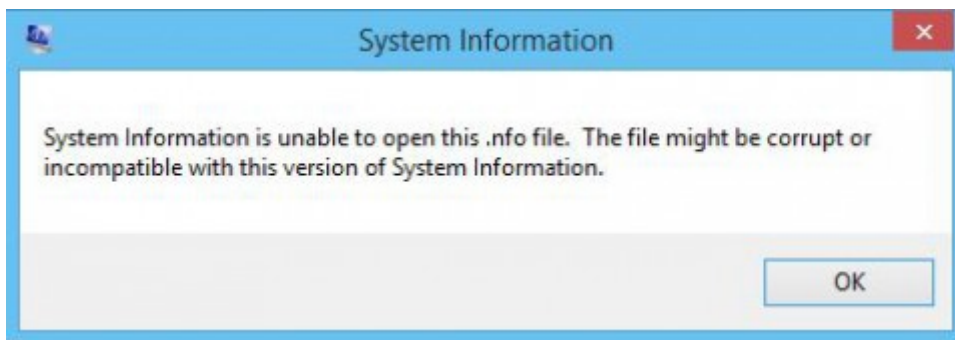 System Information
System Information is unable to open this .nfo file.  The file might be corrupt or
incompatible with this version of System Information.
OK